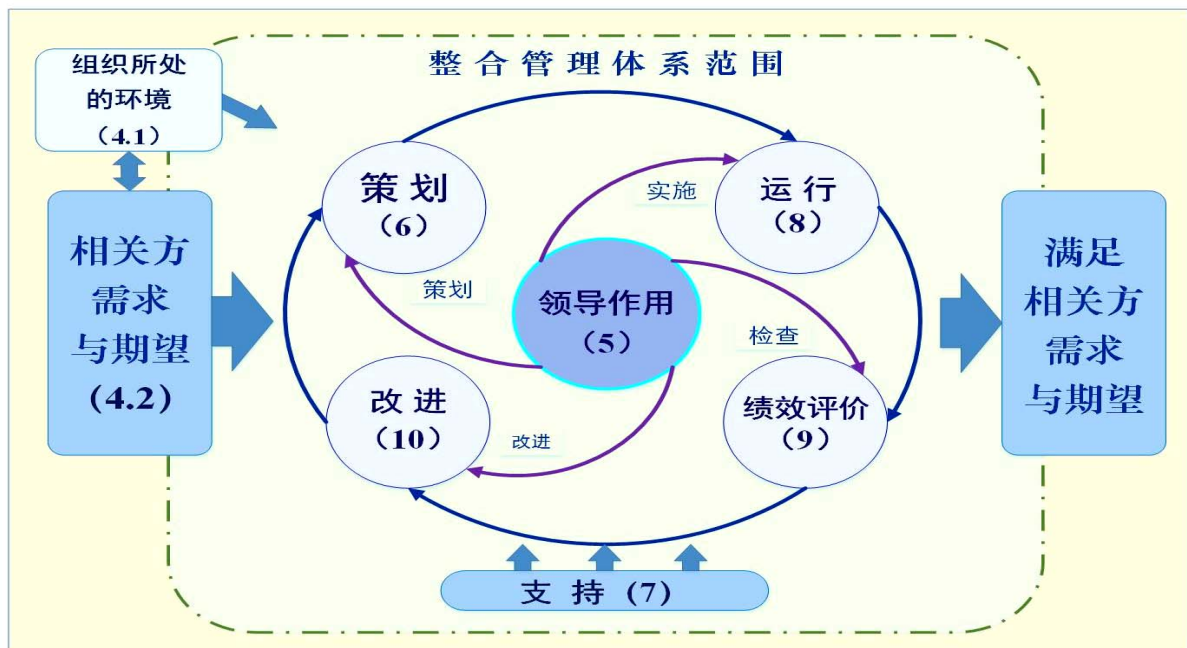 整合管理体系范围
组织所处
的环境
（4.1）
相关方
需求
与期望
(4.2)
策 划
（6）
实施
运 行
（8）
策划
领导作用
（5）
检查
改 进
（10）
改进
绩效评价
（9）
满足
相关方
需求
与期望
支 持 (7)